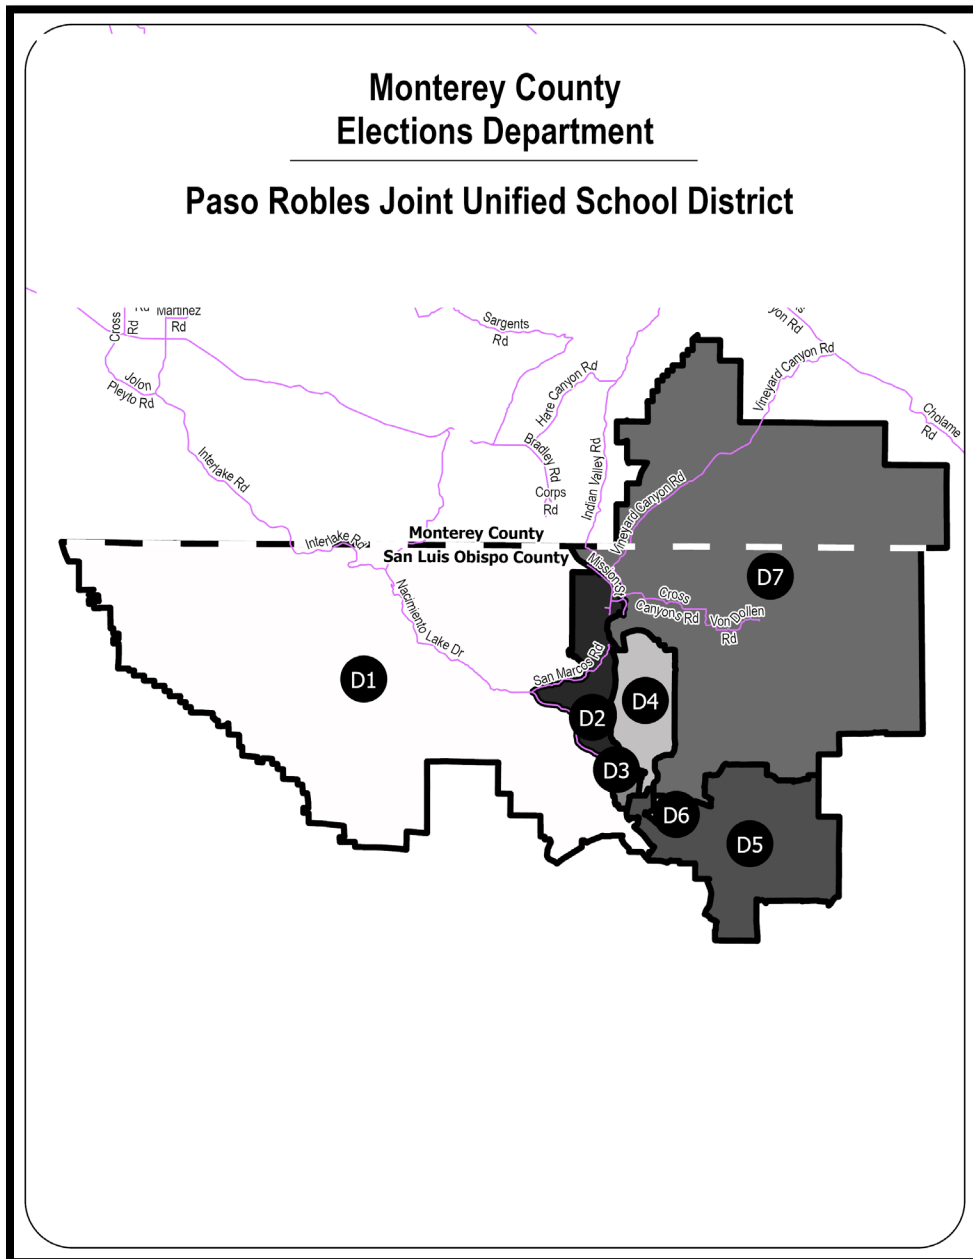 Monterey County
Elections Department
Paso Robles Joint Unified School District
Cross
Rd
Rd
Martinez
Rd
Jolon
Pleyto Rd
Sargents
Rd
yon Rd
Vineyard Canyon Rd
Hare Canyon Rd
Cholame
Rd
Interlake Rd
Bradley Rd
Indian Valley Rd
Corps
Rd
Vineyard Canyon Rd
Interlake Rd
Monterey County
San Luis Obispo County
Mission St
D7
Nacimiento Lake Dr
Cross
Canyons Rd
Von Dollen
Rd
San Marcos Rd
D1
D4
D2
D3
D6
D5